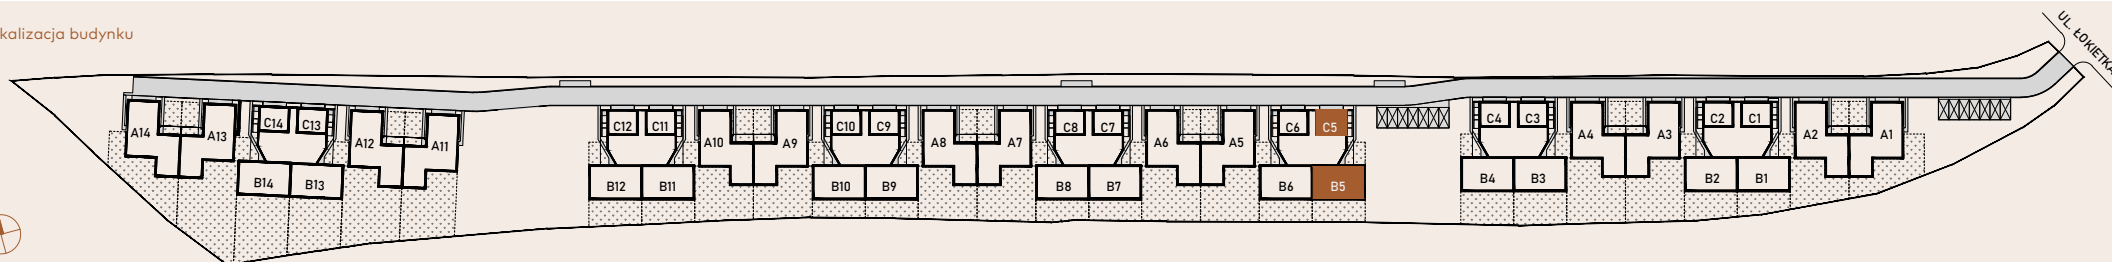 kalizacja budynku
UL. ŁOKIETKA
A14
A13
C14
C13
A12
A11
B14
B13
C12
C11
A10
A9
C10
C9
A8
A7
C8
C7
A6
A5
C6
C5
B12
B11
B10
B9
B8
B7
B6
B5
C4
C3
A4
A3
C2
C1
A2
A1
B4
B3
B2
B1